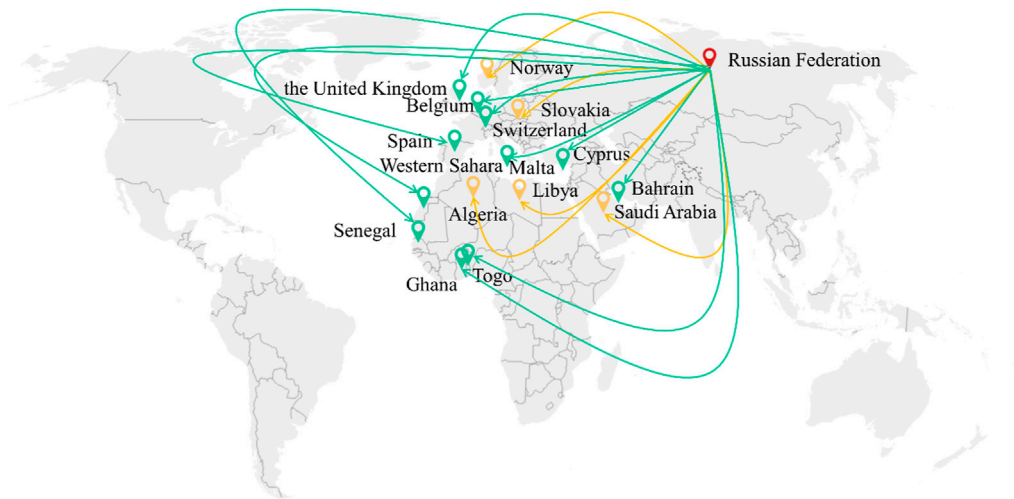 Russian Federation
Norway
the United Kingdom
Belgium
Slovakia
Switzerland
Spain
Cyprus
Western Sahara
Malta
Libya
Bahrain
Algeria
Saudi Arabia
Senegal
Togo
Ghana